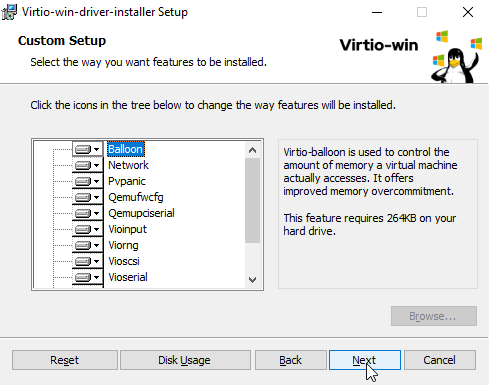 Virtio-win-driver-installer Setup
Custom Setup
Select the way you want features to be installed.
Virtio-win
Click the icons in the tree below to change the way features will be installed.
Balloon
Network
Pvpanic
Qemufwcfg
Qemupciserial
Vioinput
Viorng
Vioscsi
Vioserial
Virtio-balloon is used to control the
amount of memory a virtual machine
actually accesses. It offers
improved memory overcommitment.
This feature requires 264KB on your
hard drive.
Browse...
Reset
Disk Usage
Back
Next
Cancel